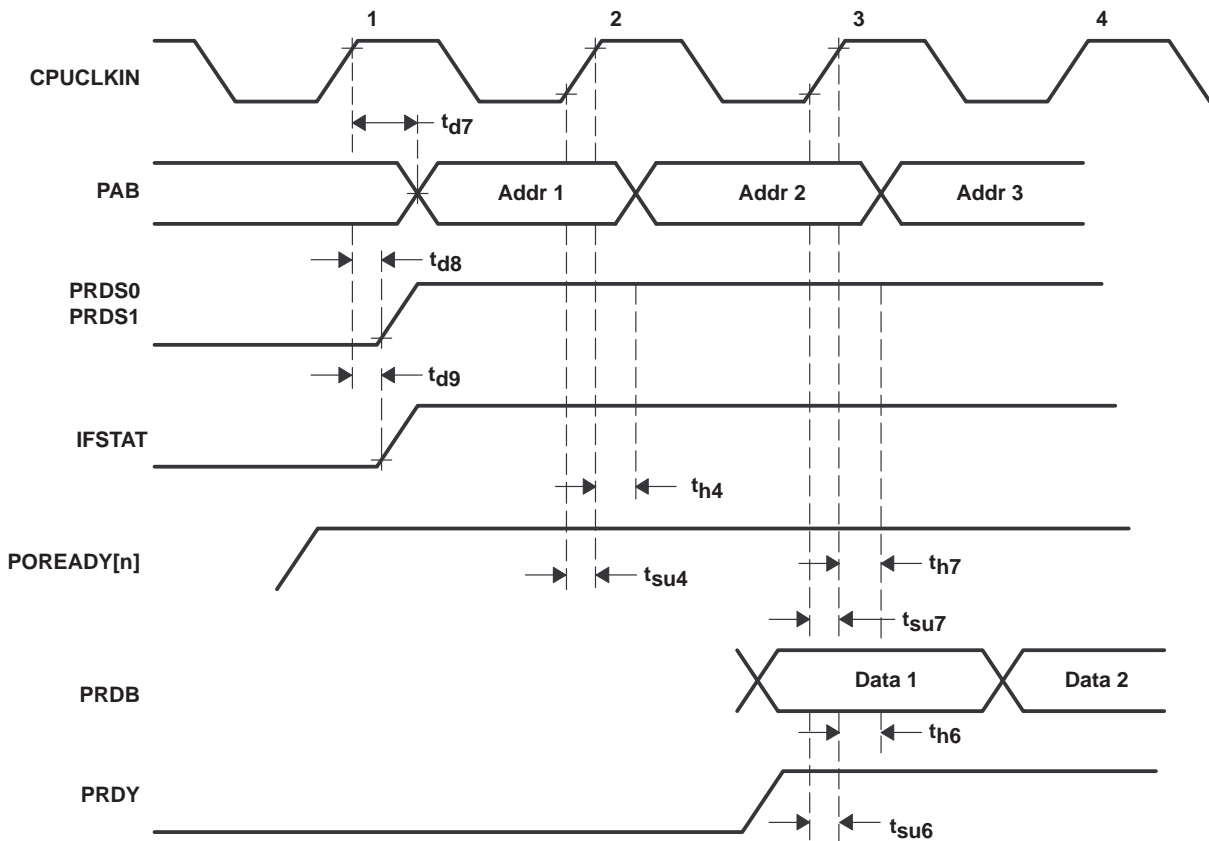 1 2 3 4
CPUCLKIN
td7
PAB
Addr 1 Addr 2 Addr 3
td8
PRDS0
PRDS1
td9
IFSTAT
th4
POREADY[n]
th7
tsu4
tsu7
PRDB
Data 1 Data 2
th6
PRDY
tsu6